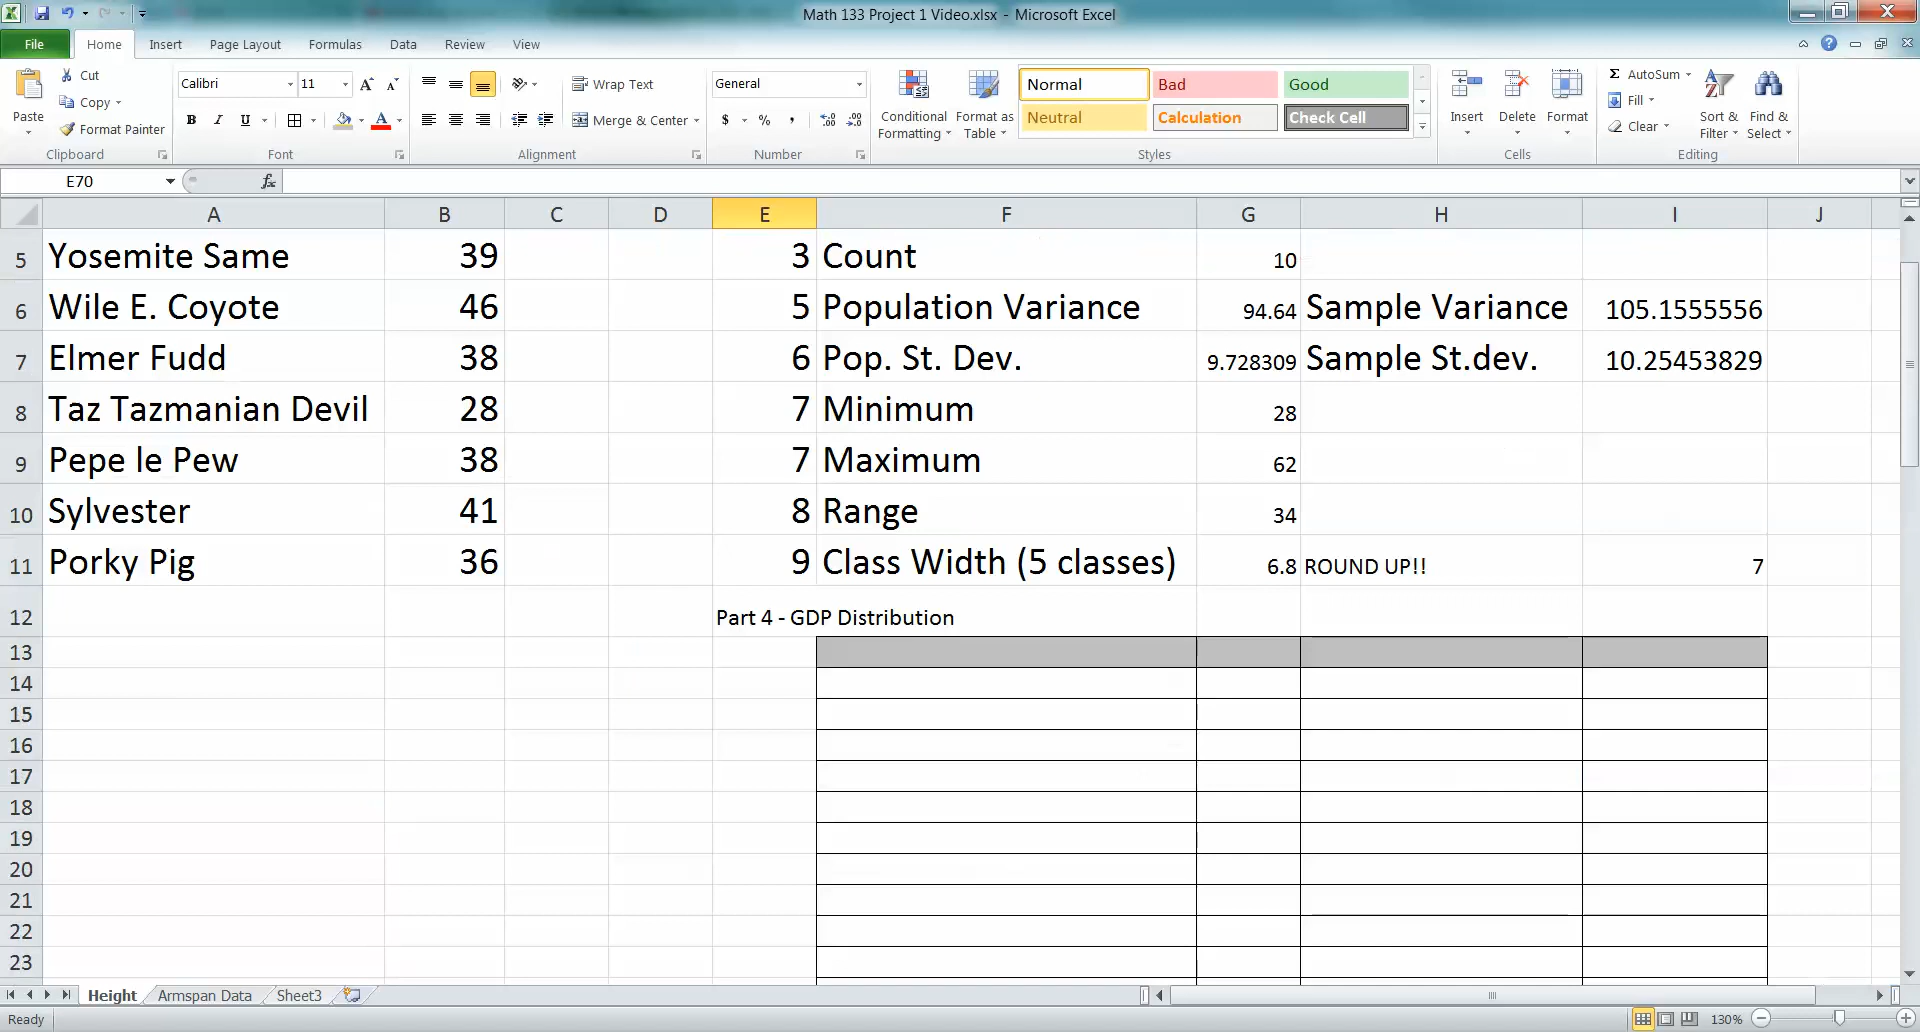 Math 133 Project 1 Video.xlsx - Microsoft Excel
File Home Insert Page Layout Formulas Data Review View
Cut
Copy
Format Painter
Paste
Clipboard
Calibri 11
B I U
Font
Wrap Text
Merge & Center
Alignment
General
$ % ,
Number
Conditional Formatting
Format as Table
Normal Bad Good
Neutral Calculation Check Cell
Styles
Insert Delete Format
Cells
Σ AutoSum
Fill
Clear
Sort & Filter
Find & Select
Editing
E70 fx
A B C D E F G H I J
5 Yosemite Same 39 3 Count 10
6 Wile E. Coyote 46 5 Population Variance 94.64 Sample Variance 105.1555556
7 Elmer Fudd 38 6 Pop. St. Dev. 9.728309 Sample St.dev. 10.25453829
8 Taz Tazmanian Devil 28 7 Minimum 28
9 Pepe le Pew 38 7 Maximum 62
10 Sylvester 41 8 Range 34
11 Porky Pig 36 9 Class Width (5 classes) 6.8 ROUND UP!! 7
12 Part 4 - GDP Distribution
13
14
15
16
17
18
19
20
21
22
23
Height Armspan Data Sheet3
Ready 130%